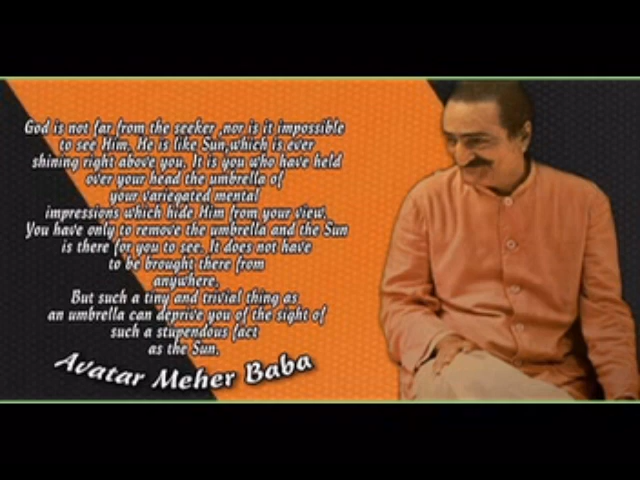 God is not far from the seeker ,nor is it impossible
to see Him. He is like Sun,which is ever
shining right above you. It is you who have held
over your head the umbrella of
your variegated mental
impressions which hide Him from your view.
You have only to remove the umbrella and the Sun
is there for you to see. It does not have
to be brought there from
anywhere.
But such a tiny and trivial thing as
an umbrella can deprive you of the sight of
such a stupendous fact
as the Sun.
Avatar Meher Baba